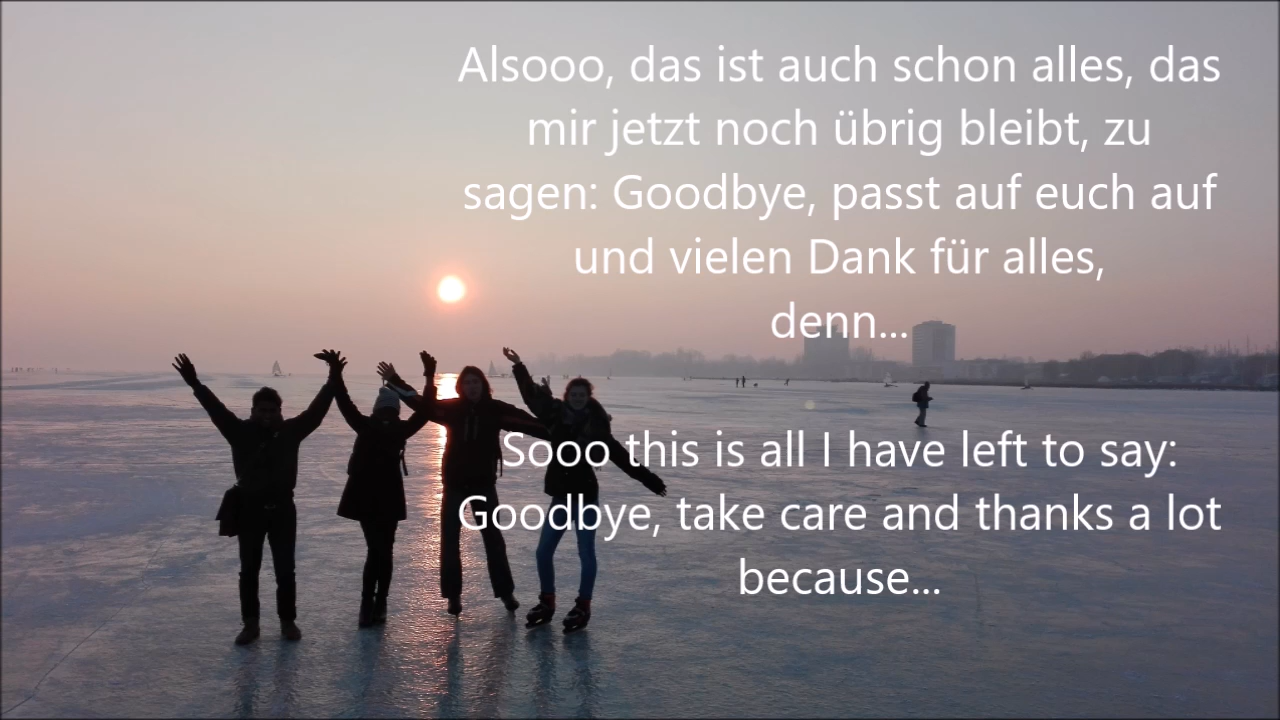 Alsooo, das ist auch schon alles, das
mir jetzt noch übrig bleibt, zu
sagen: Goodbye, passt auf euch auf
und vielen Dank für alles,
denn...
Sooo this is all I have left to say:
Goodbye, take care and thanks a lot
because...